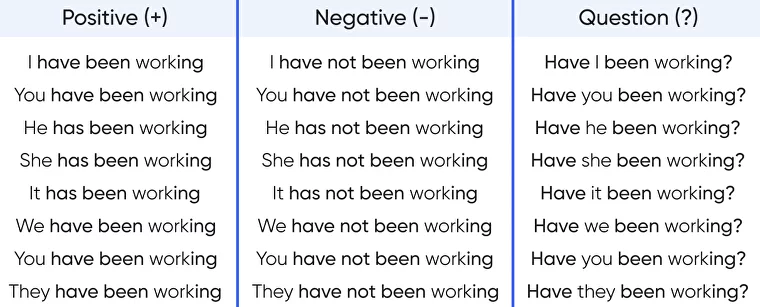 Positive (+) Negative (-) Question (?)
I have been working I have not been working Have I been working?
You have been working You have not been working Have you been working?
He has been working He has not been working Have he been working?
She has been working She has not been working Have she been working?
It has been working It has not been working Have it been working?
We have been working We have not been working Have we been working?
You have been working You have not been working Have you been working?
They have been working They have not been working Have they been working?